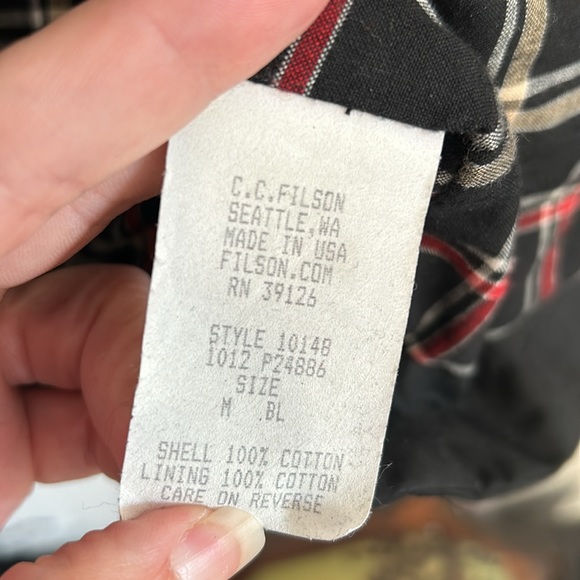 C.C.FILSON
SEATTLE,WA
MADE IN USA
FILSON.COM
RN 39126
STYLE 10148
1012 P24886
SIZE
M .BL
SHELL 100% COTTON
LINING 100% COTTON
CARE ON REVERSE